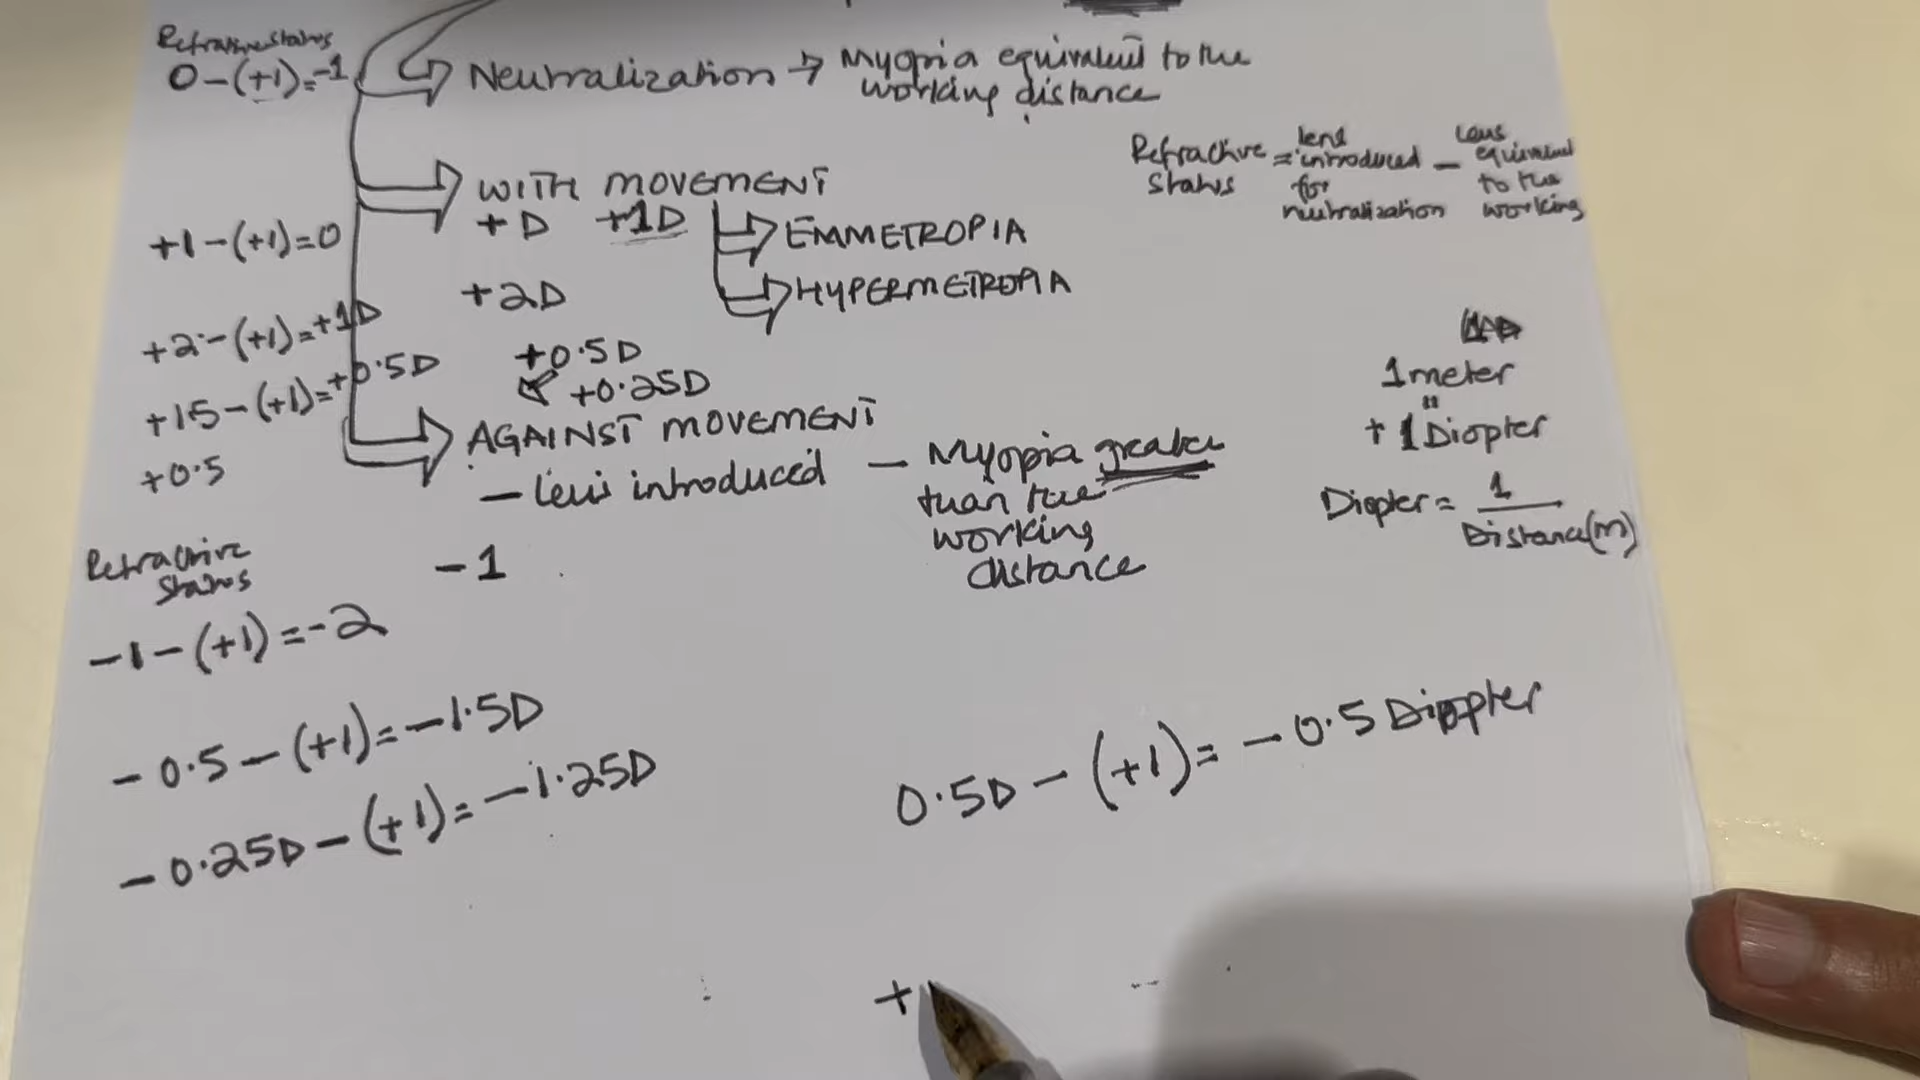 Refractive status
0-(+1)=-1
Neutralization → Myopia equivalent to the
working distance
Refractive status = lens introduced for neutralization - Lens equivalent to the working
WITH MOVEMENT
+D +1D
EMMETROPIA
HYPERMETROPIA
+1-(+1)=0
+2D
+2-(+1)=+1D
+0.5D
+0.25D
+1.5-(+1)=+0.5D
+0.5
1meter
"
+1Diopter
Diopter= 1
Distance(m)
AGAINST MOVEMENT
- lens introduced
- Myopia greater
than the
working
distance
Refractive
status
-1
-1-(+1)=-2
-0.5-(+1)=-1.5D
-0.25D-(+1)=-1.25D
0.5D-(+1)=-0.5 Diopter
+